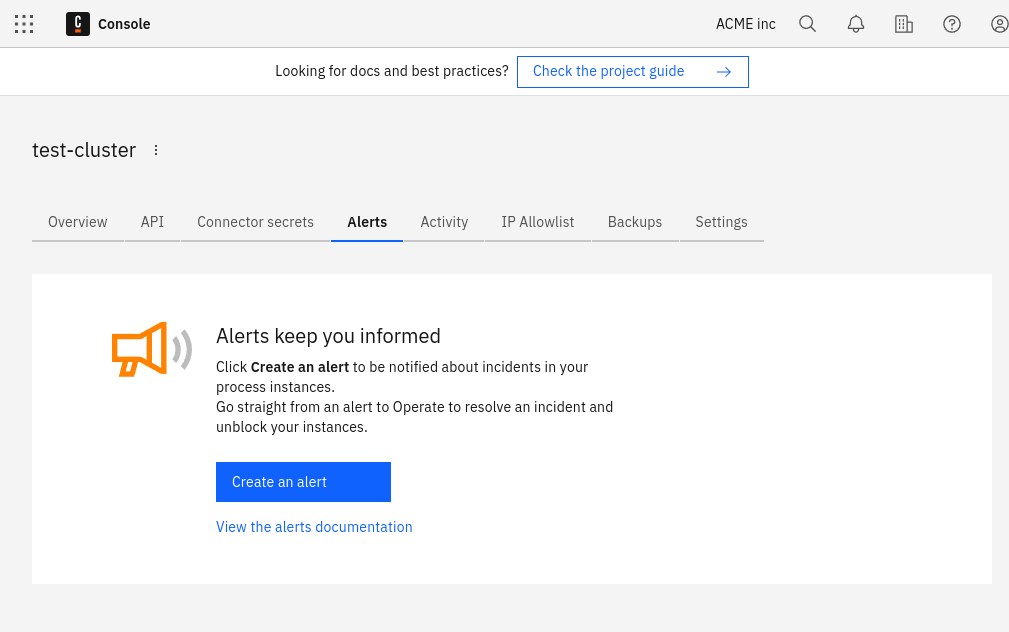 C Console
ACME inc
Looking for docs and best practices? Check the project guide
test-cluster
Overview API Connector secrets Alerts Activity IP Allowlist Backups Settings
Alerts keep you informed
Click Create an alert to be notified about incidents in your
process instances.
Go straight from an alert to Operate to resolve an incident and
unblock your instances.
Create an alert
View the alerts documentation